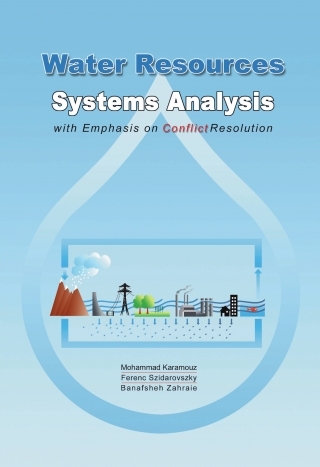 Water Resources
Systems Analysis
with Emphasis on Conflict Resolution
Mohammad Karamouz
Ferenc Szidarovszky
Banafsheh Zahraie